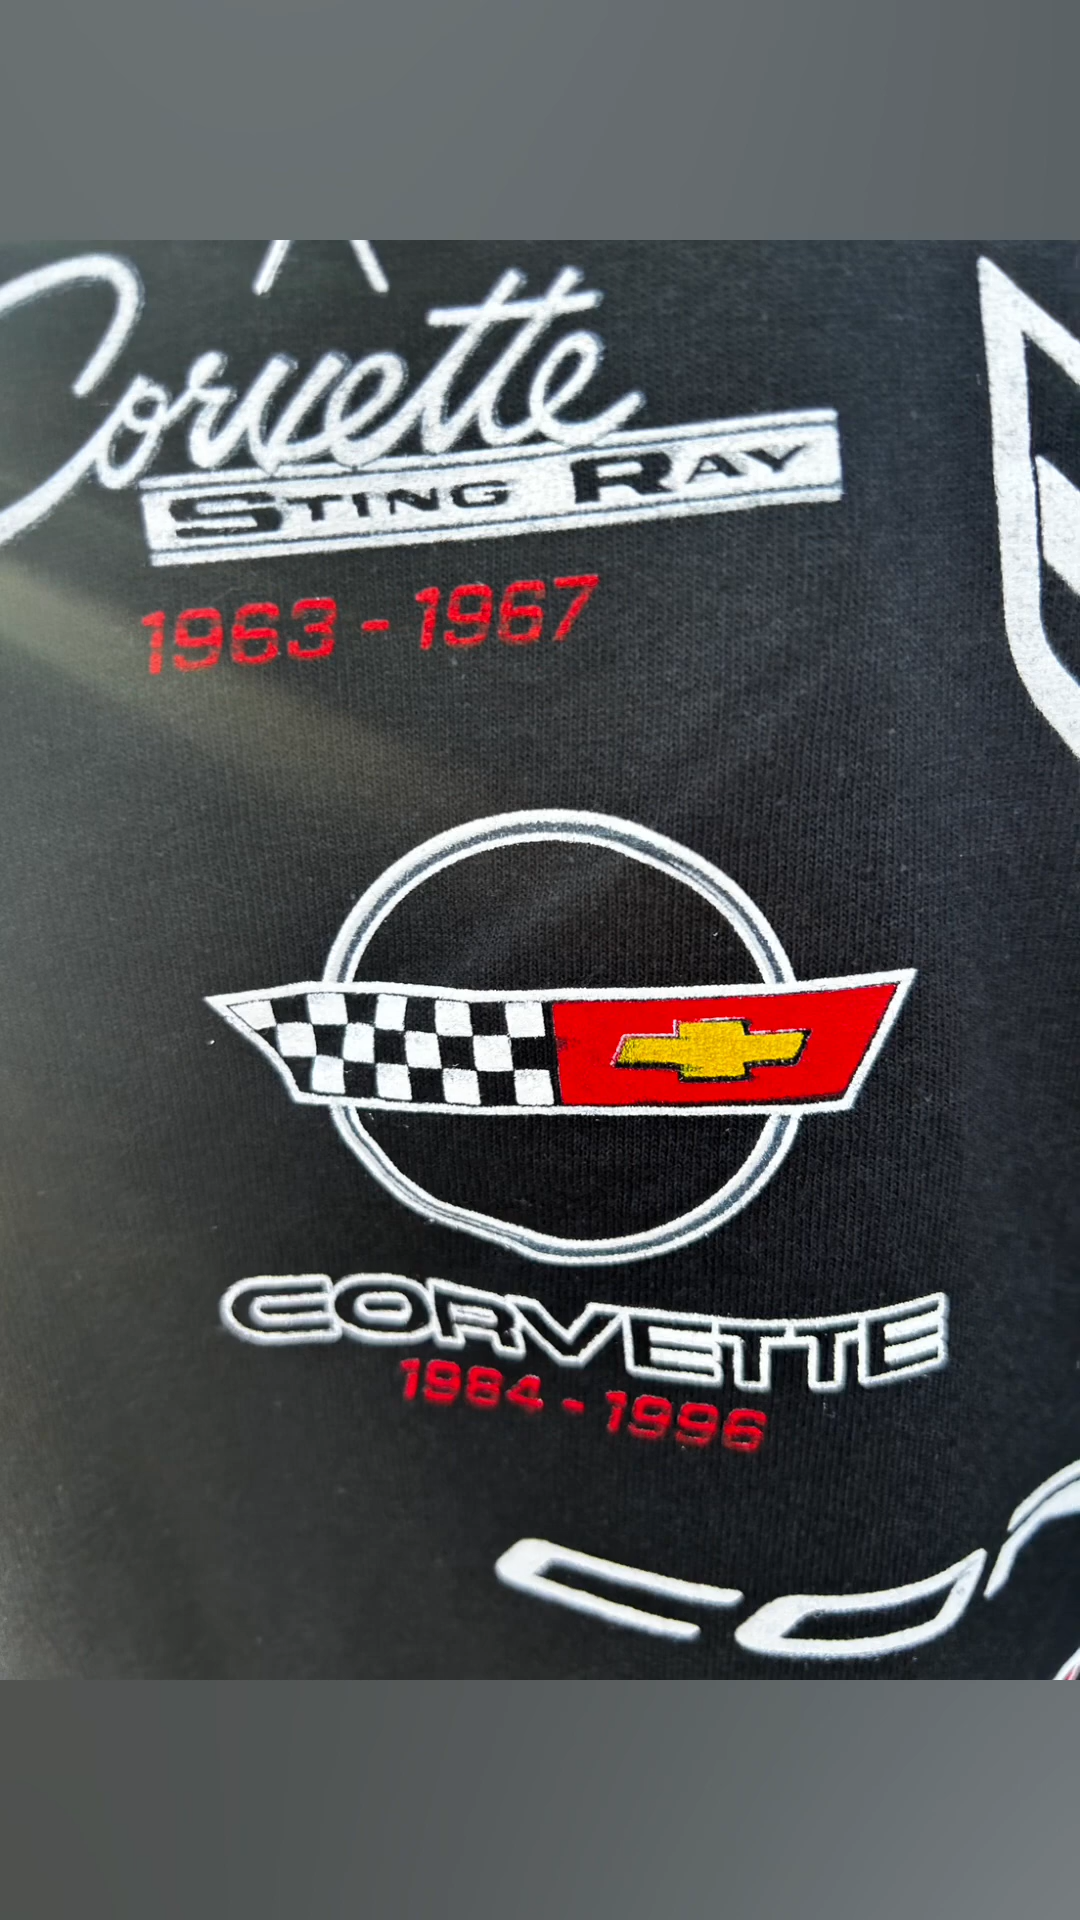 Corvette
STING RAY
1963 - 1967
CORVETTE
1984 - 1996